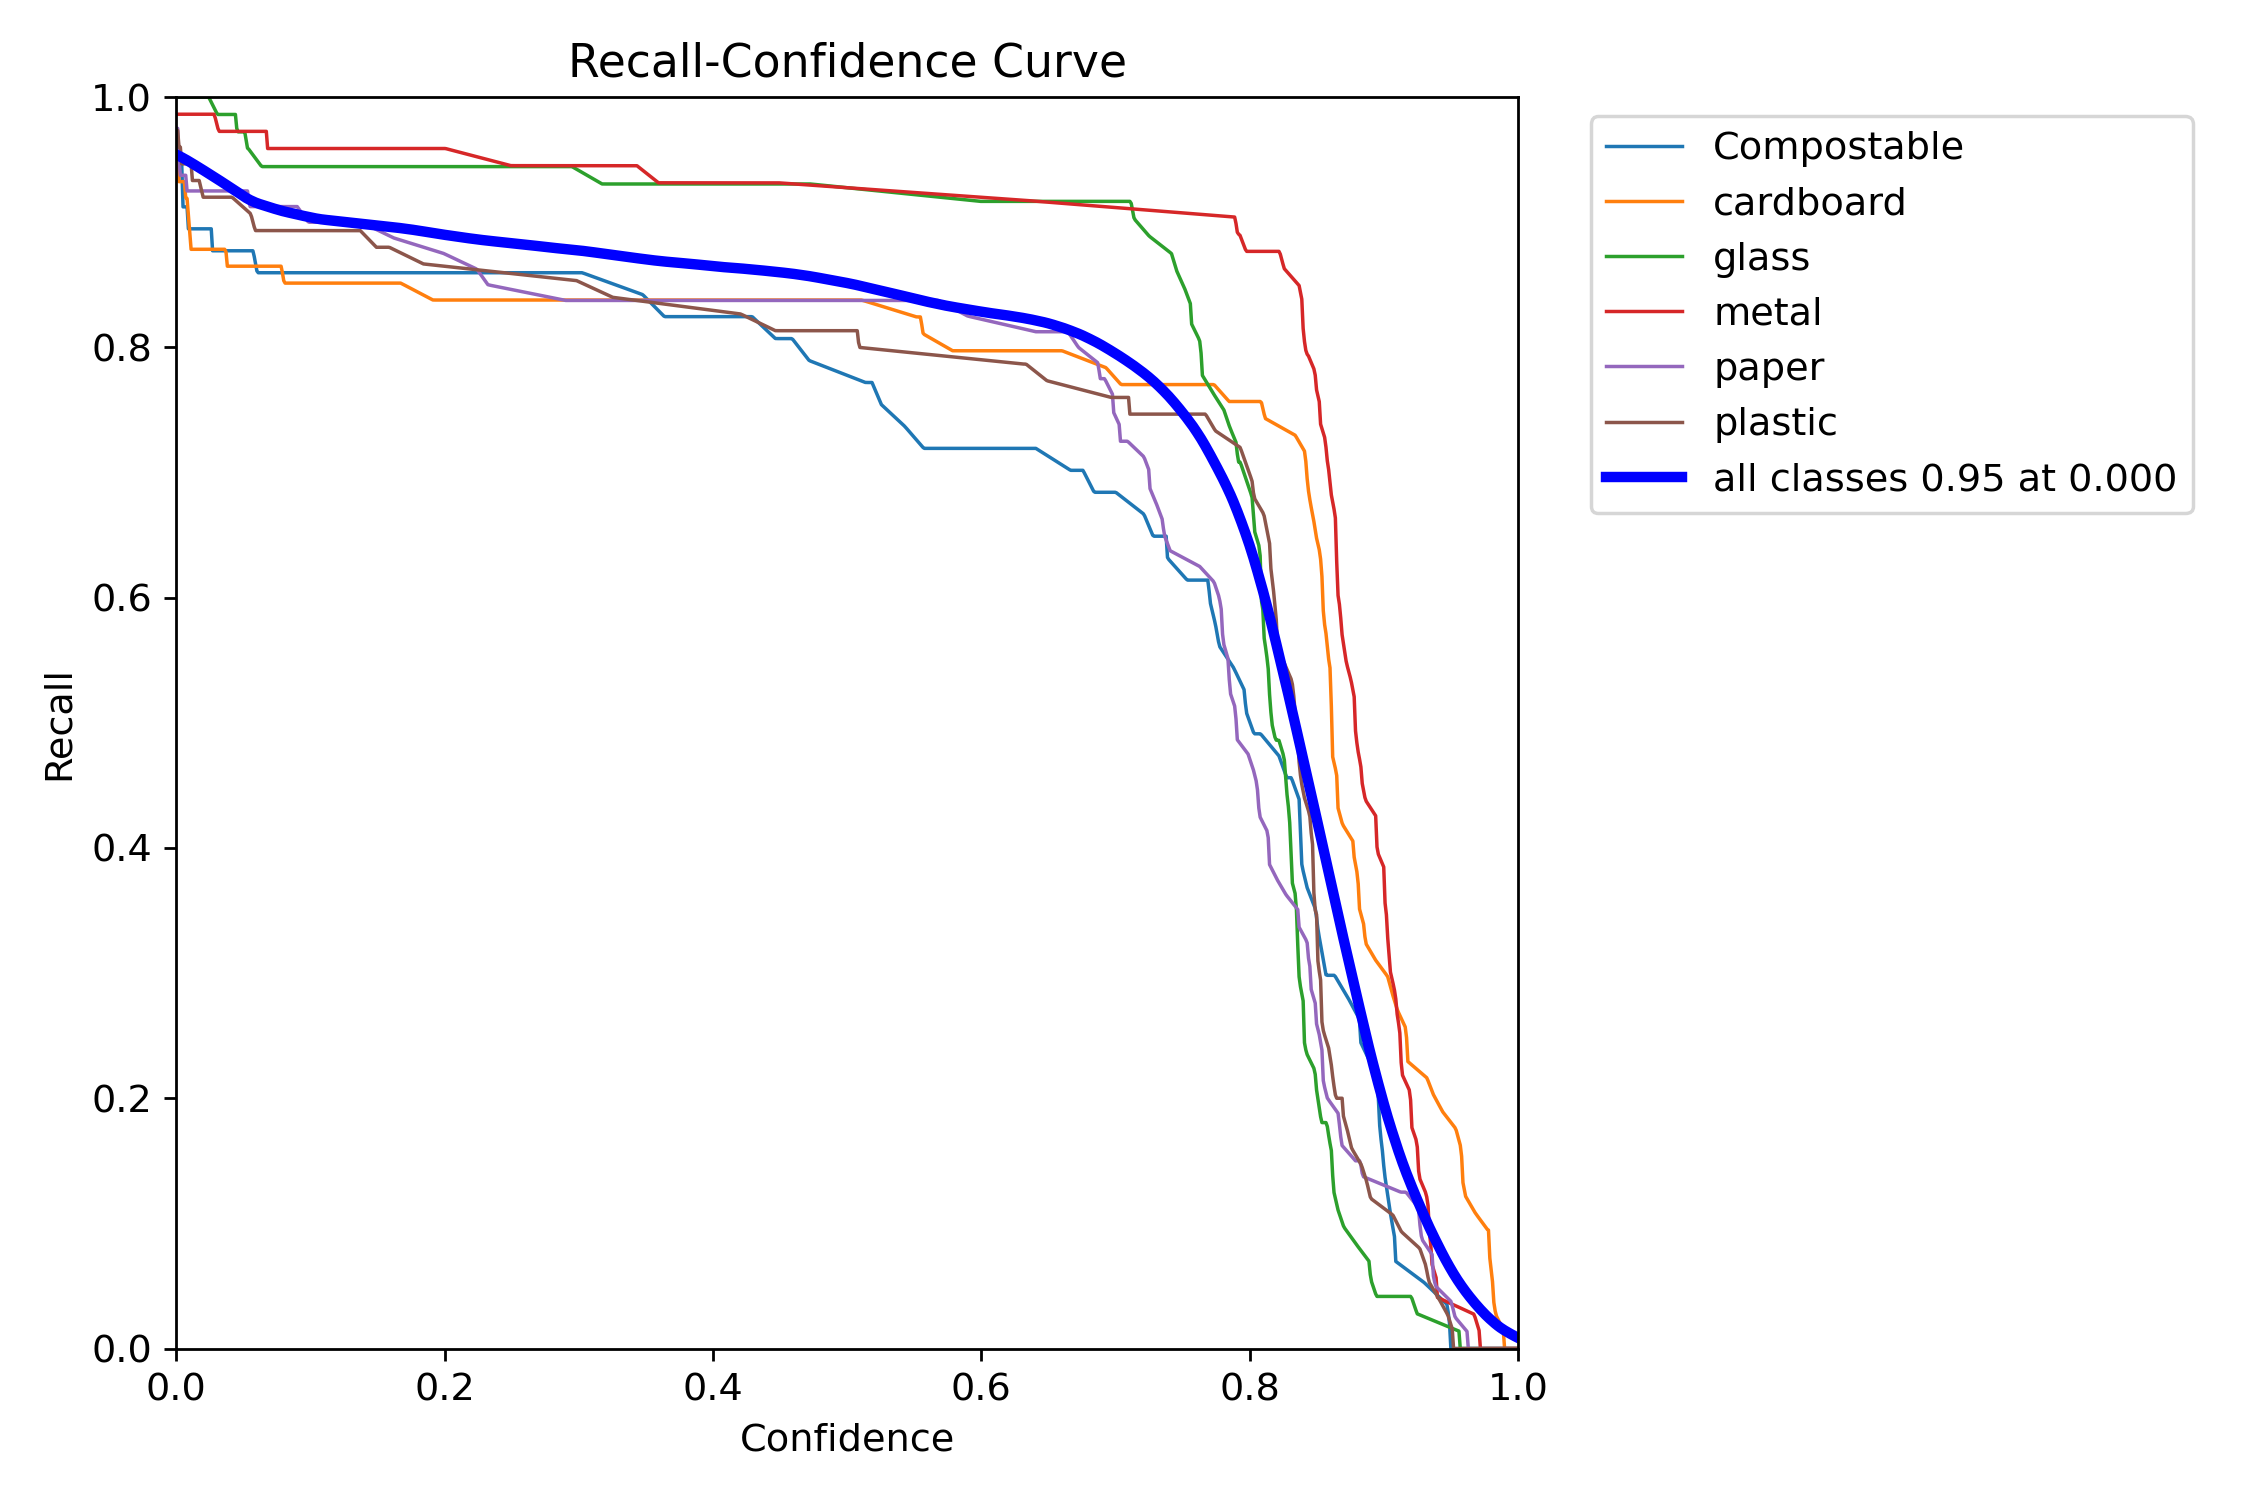 Recall-Confidence Curve
1.0
0.8
0.6
0.4
0.2
0.0
Recall
0.0 0.2 0.4 0.6 0.8 1.0
Confidence
Compostable
cardboard
glass
metal
paper
plastic
all classes 0.95 at 0.000